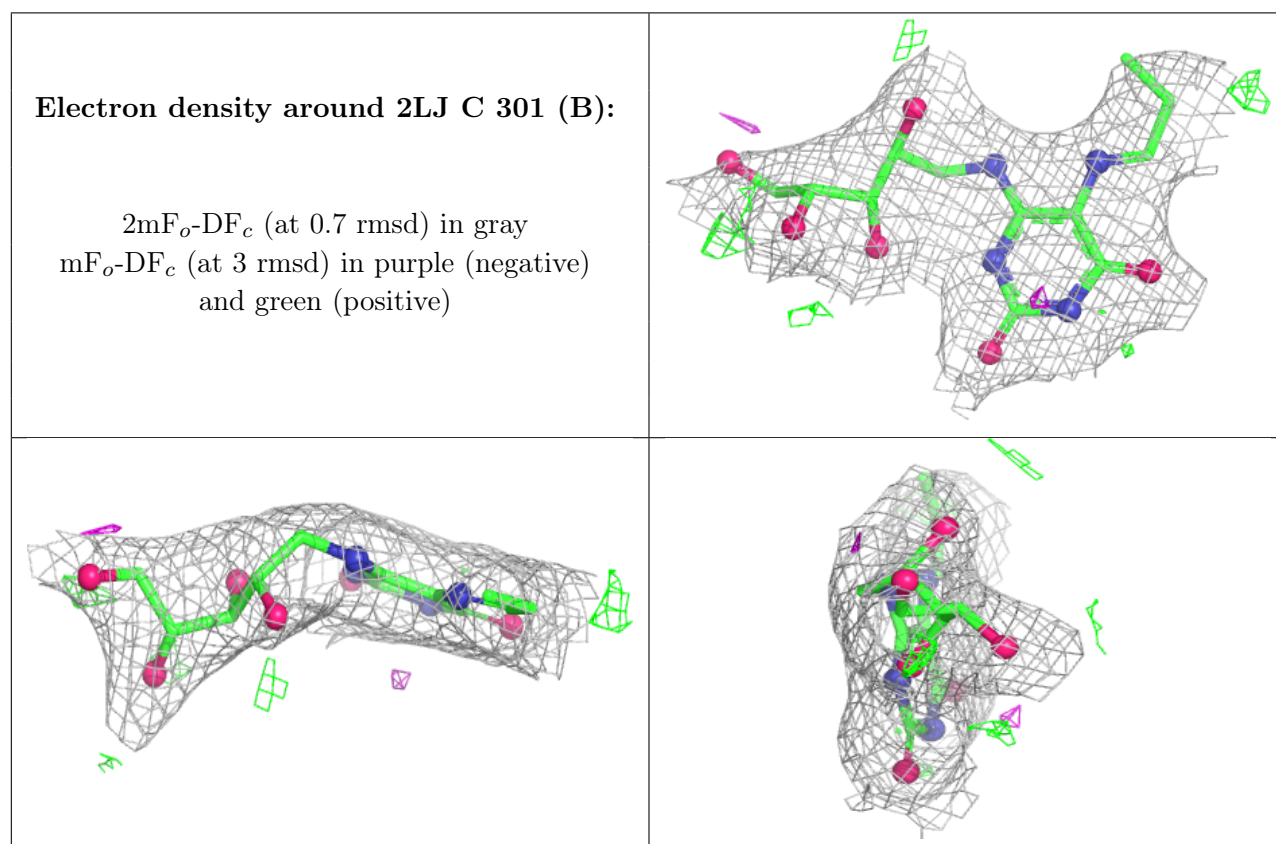 Electron density around 2LJ C 301 (B):
2mFₒ-DF𝒸 (at 0.7 rmsd) in gray
mFₒ-DF𝒸 (at 3 rmsd) in purple (negative)
and green (positive)